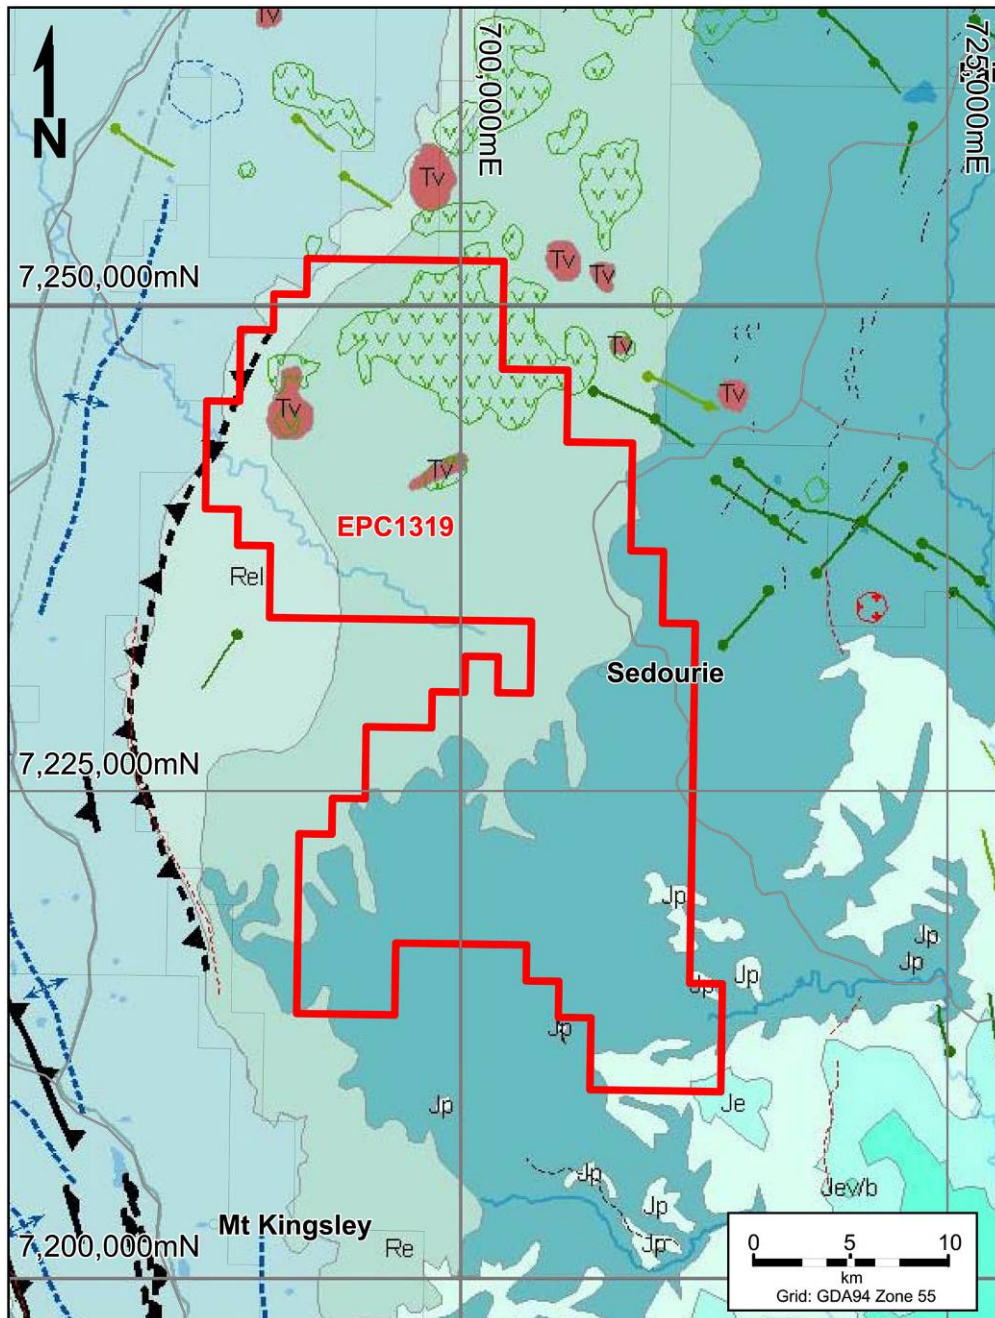 Tv
N
700,000mE
725,000mE
Tv
7,250,000mN
Tv
Tv
Tv
Tv
Tv
Tv
EPC1319
Rel
Sedourie
7,225,000mN
Jp
Jp
Jp
Jp
Jp
Jp
Jp
Je
Jp
Jp
Jp
Mt Kingsley
7,200,000mN
Re
0 5 10
km
Grid: GDA94 Zone 55